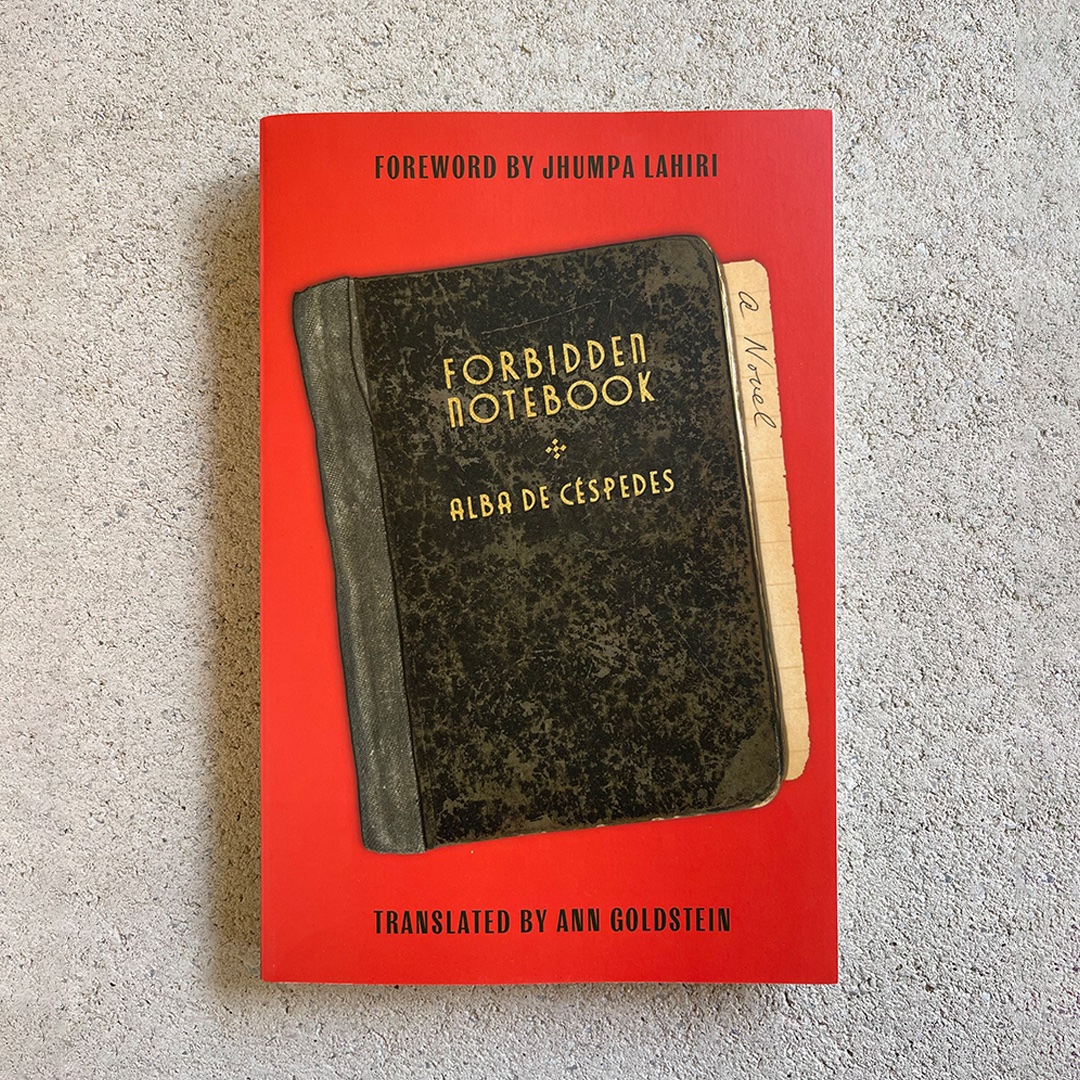 FOREWORD BY JHUMPA LAHIRI
a Novel
FORBIDDEN
NOTEBOOK
ALBA DE CÉSPEDES
TRANSLATED BY ANN GOLDSTEIN